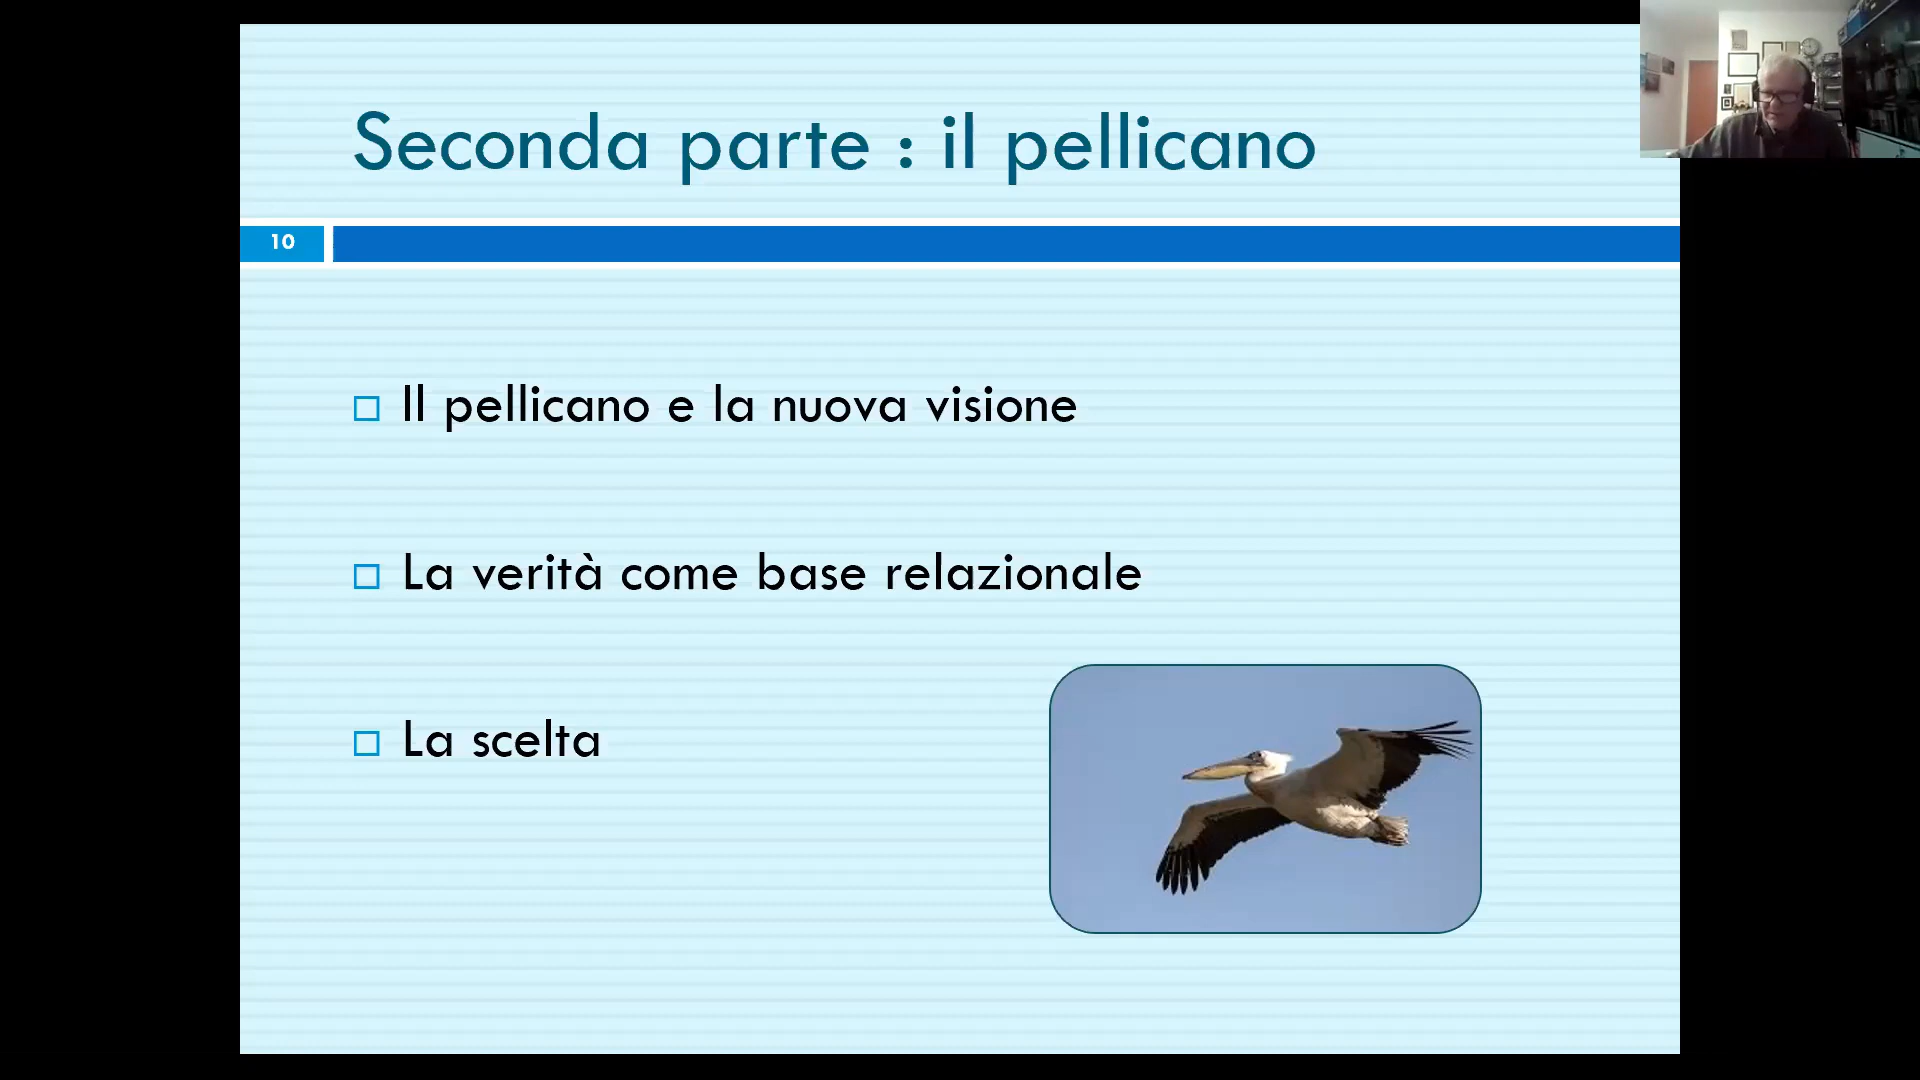 Seconda parte : il pellicano
10
Il pellicano e la nuova visione
La verità come base relazionale
La scelta